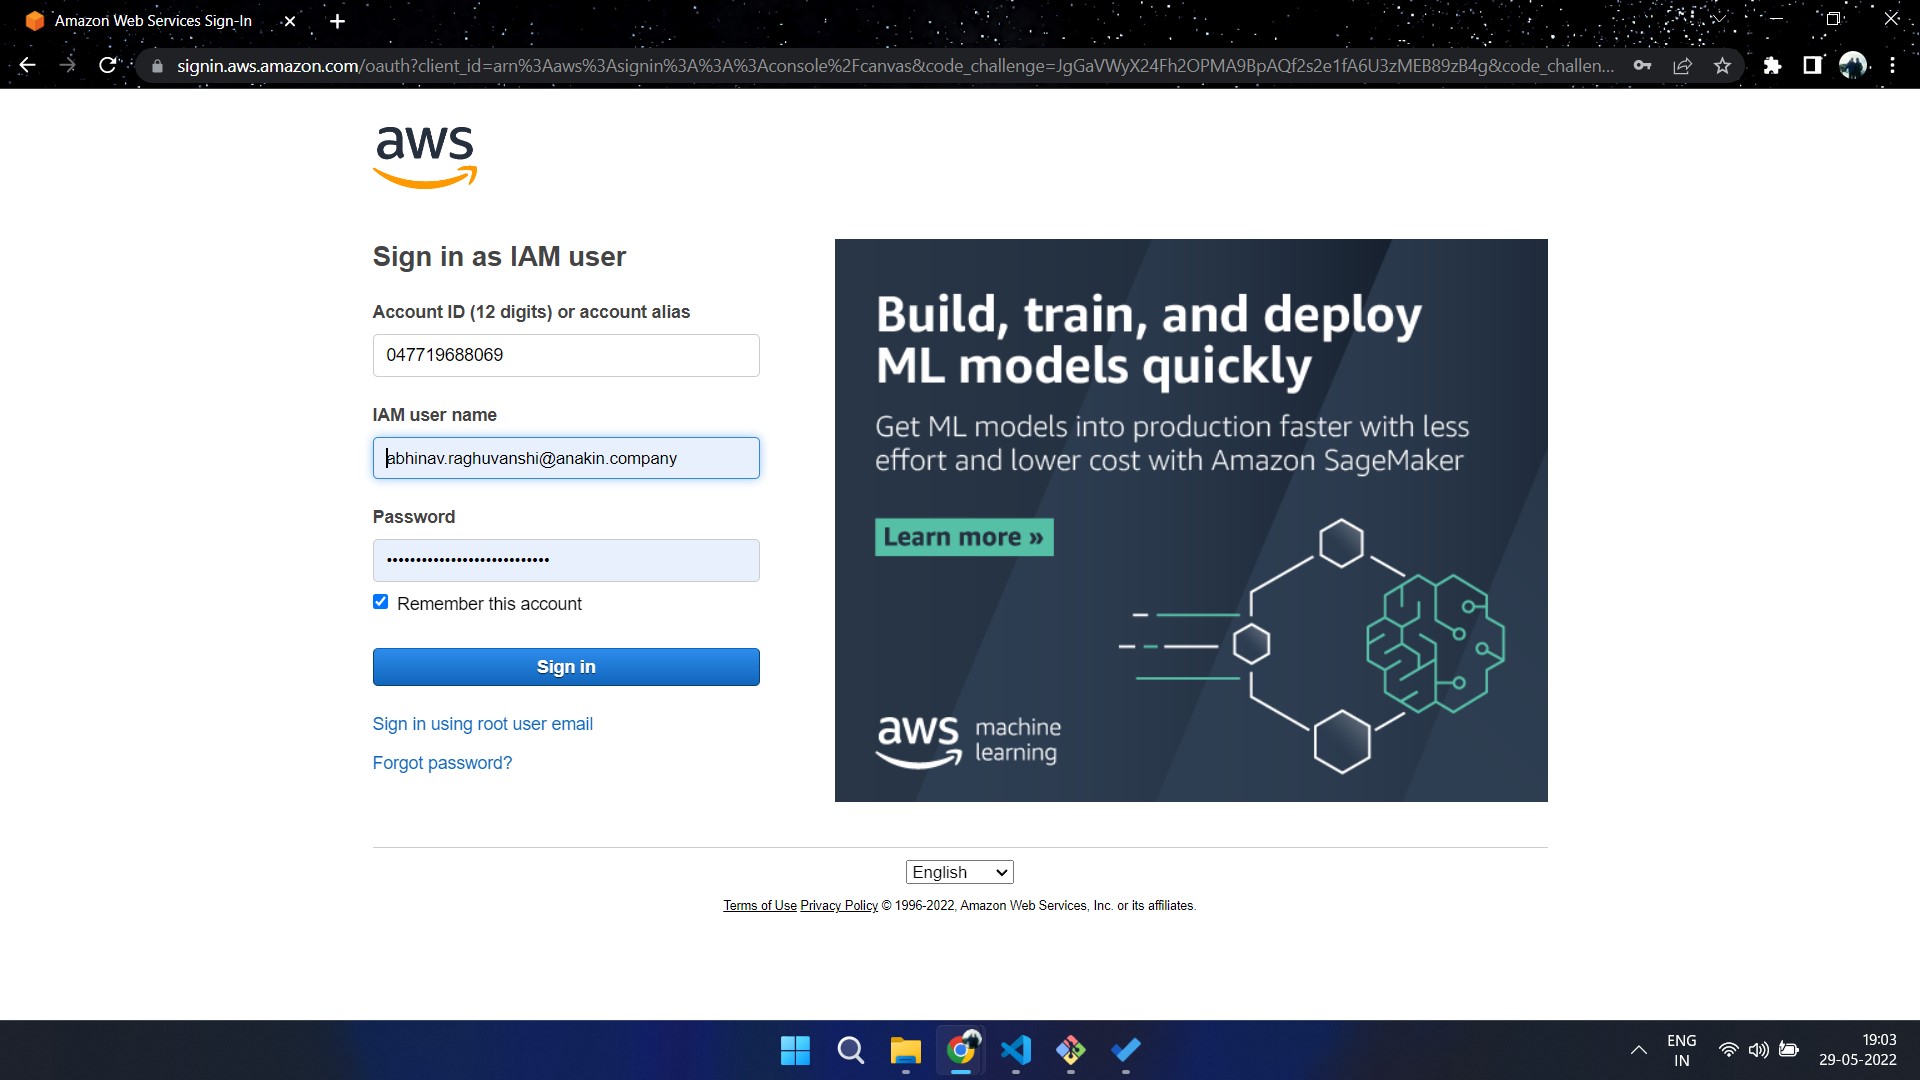 Amazon Web Services Sign-In
signin.aws.amazon.com/oauth?client_id=arn%3Aaws%3Asignin%3A%3A%3Aconsole%2Fcanvas&code_challenge=JgGaVWyX24Fh2OPMA9BpAQf2s2e1fA6U3zMEB89zB4g&code_challen...
aws
Sign in as IAM user
Account ID (12 digits) or account alias
047719688069
IAM user name
abhinav.raghuvanshi@anakin.company
Password
Remember this account
Sign in
Sign in using root user email
Forgot password?
Build, train, and deploy
ML models quickly
Get ML models into production faster with less
effort and lower cost with Amazon SageMaker
Learn more »
aws machine
learning
English
Terms of Use Privacy Policy © 1996-2022, Amazon Web Services, Inc. or its affiliates.
ENG
IN
19:03
29-05-2022